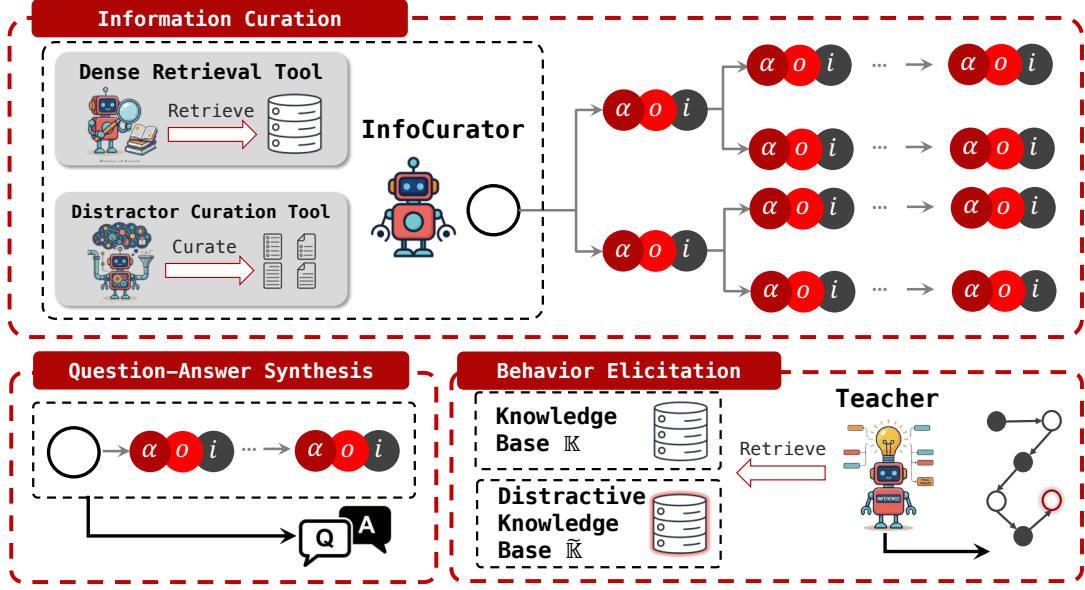 Information Curation
Dense Retrieval Tool
Retrieve
Distractor Curation Tool
Curate
InfoCurator
α o i
α o i
α o i ... α o i
α o i ... α o i
α o i ... α o i
α o i ... α o i
Question-Answer Synthesis
α o i ... α o i
Q A
Behavior Elicitation
Knowledge
Base 𝕂
Distractive
Knowledge
Base 𝕂̃
Retrieve
Teacher
INFERENCE